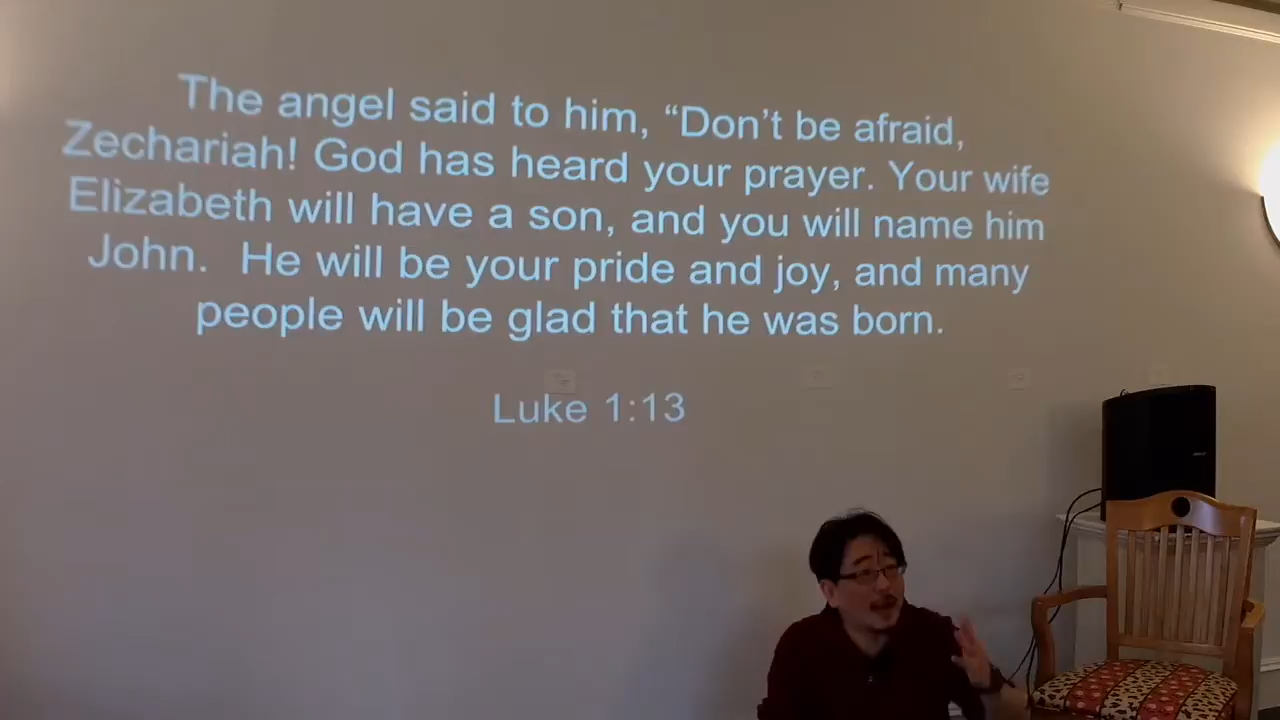 The angel said to him, “Don’t be afraid,
Zechariah! God has heard your prayer. Your wife
Elizabeth will have a son, and you will name him
John. He will be your pride and joy, and many
people will be glad that he was born.
Luke 1:13